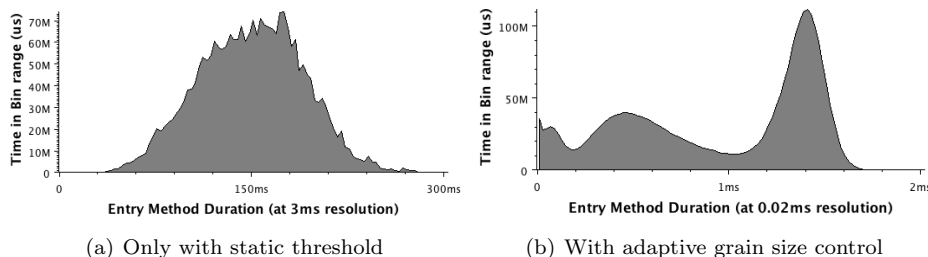 Time in Bin range (us)
70M
60M
50M
40M
30M
20M
10M
0
0
150ms
300ms
Entry Method Duration (at 3ms resolution)
(a) Only with static threshold
Time in Bin range (us)
100M
50M
0
0
1ms
2ms
Entry Method Duration (at 0.02ms resolution)
(b) With adaptive grain size control